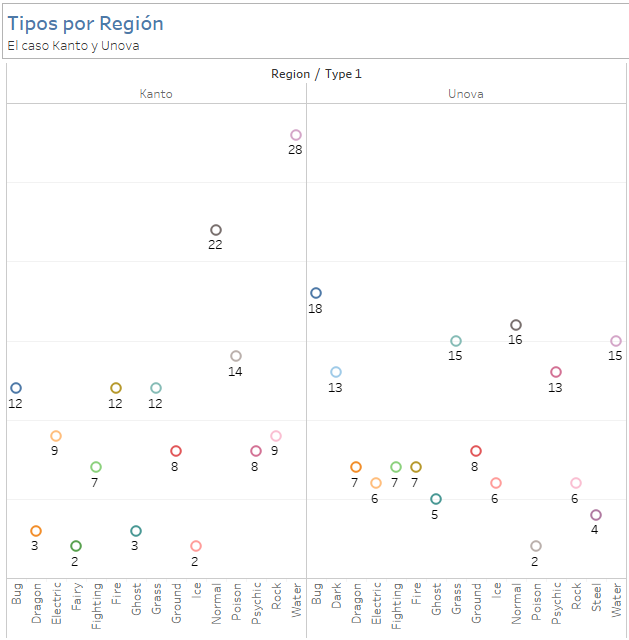 Tipos por Región
El caso Kanto y Unova
Region / Type 1
Kanto Unova
28
22
18
16
15 15
14
13 13
12 12 12
9 9
8 8 8
7 7 7 7
6 6 6
5
4
3 3
2 2 2
Bug Dragon Electric Fairy Fighting Fire Ghost Grass Ground Ice Normal Poison Psychic Rock Water Bug Dark Dragon Electric Fighting Fire Ghost Grass Ground Ice Normal Poison Psychic Rock Steel Water